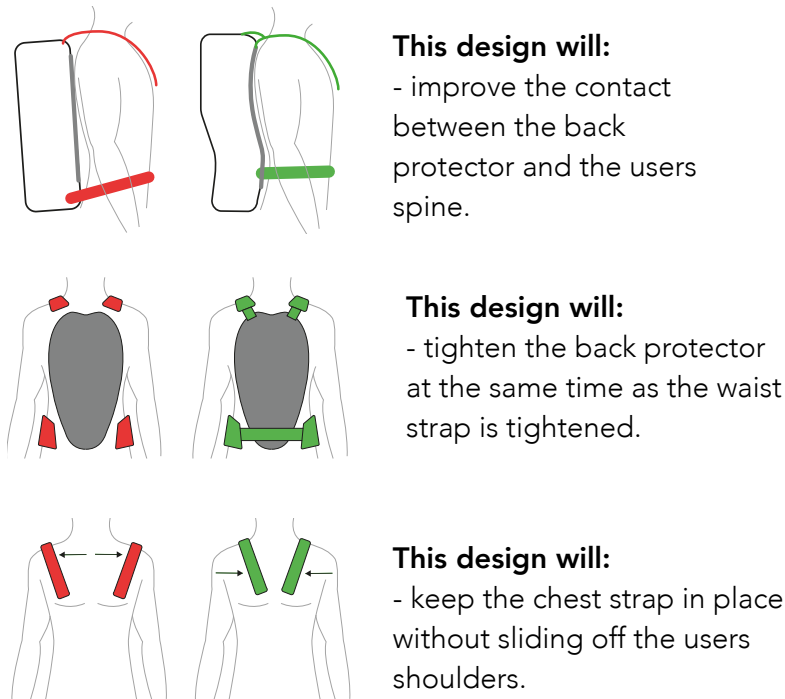 This design will:
- improve the contact
between the back
protector and the users
spine.
This design will:
- tighten the back protector
at the same time as the waist
strap is tightened.
This design will:
- keep the chest strap in place
without sliding off the users
shoulders.